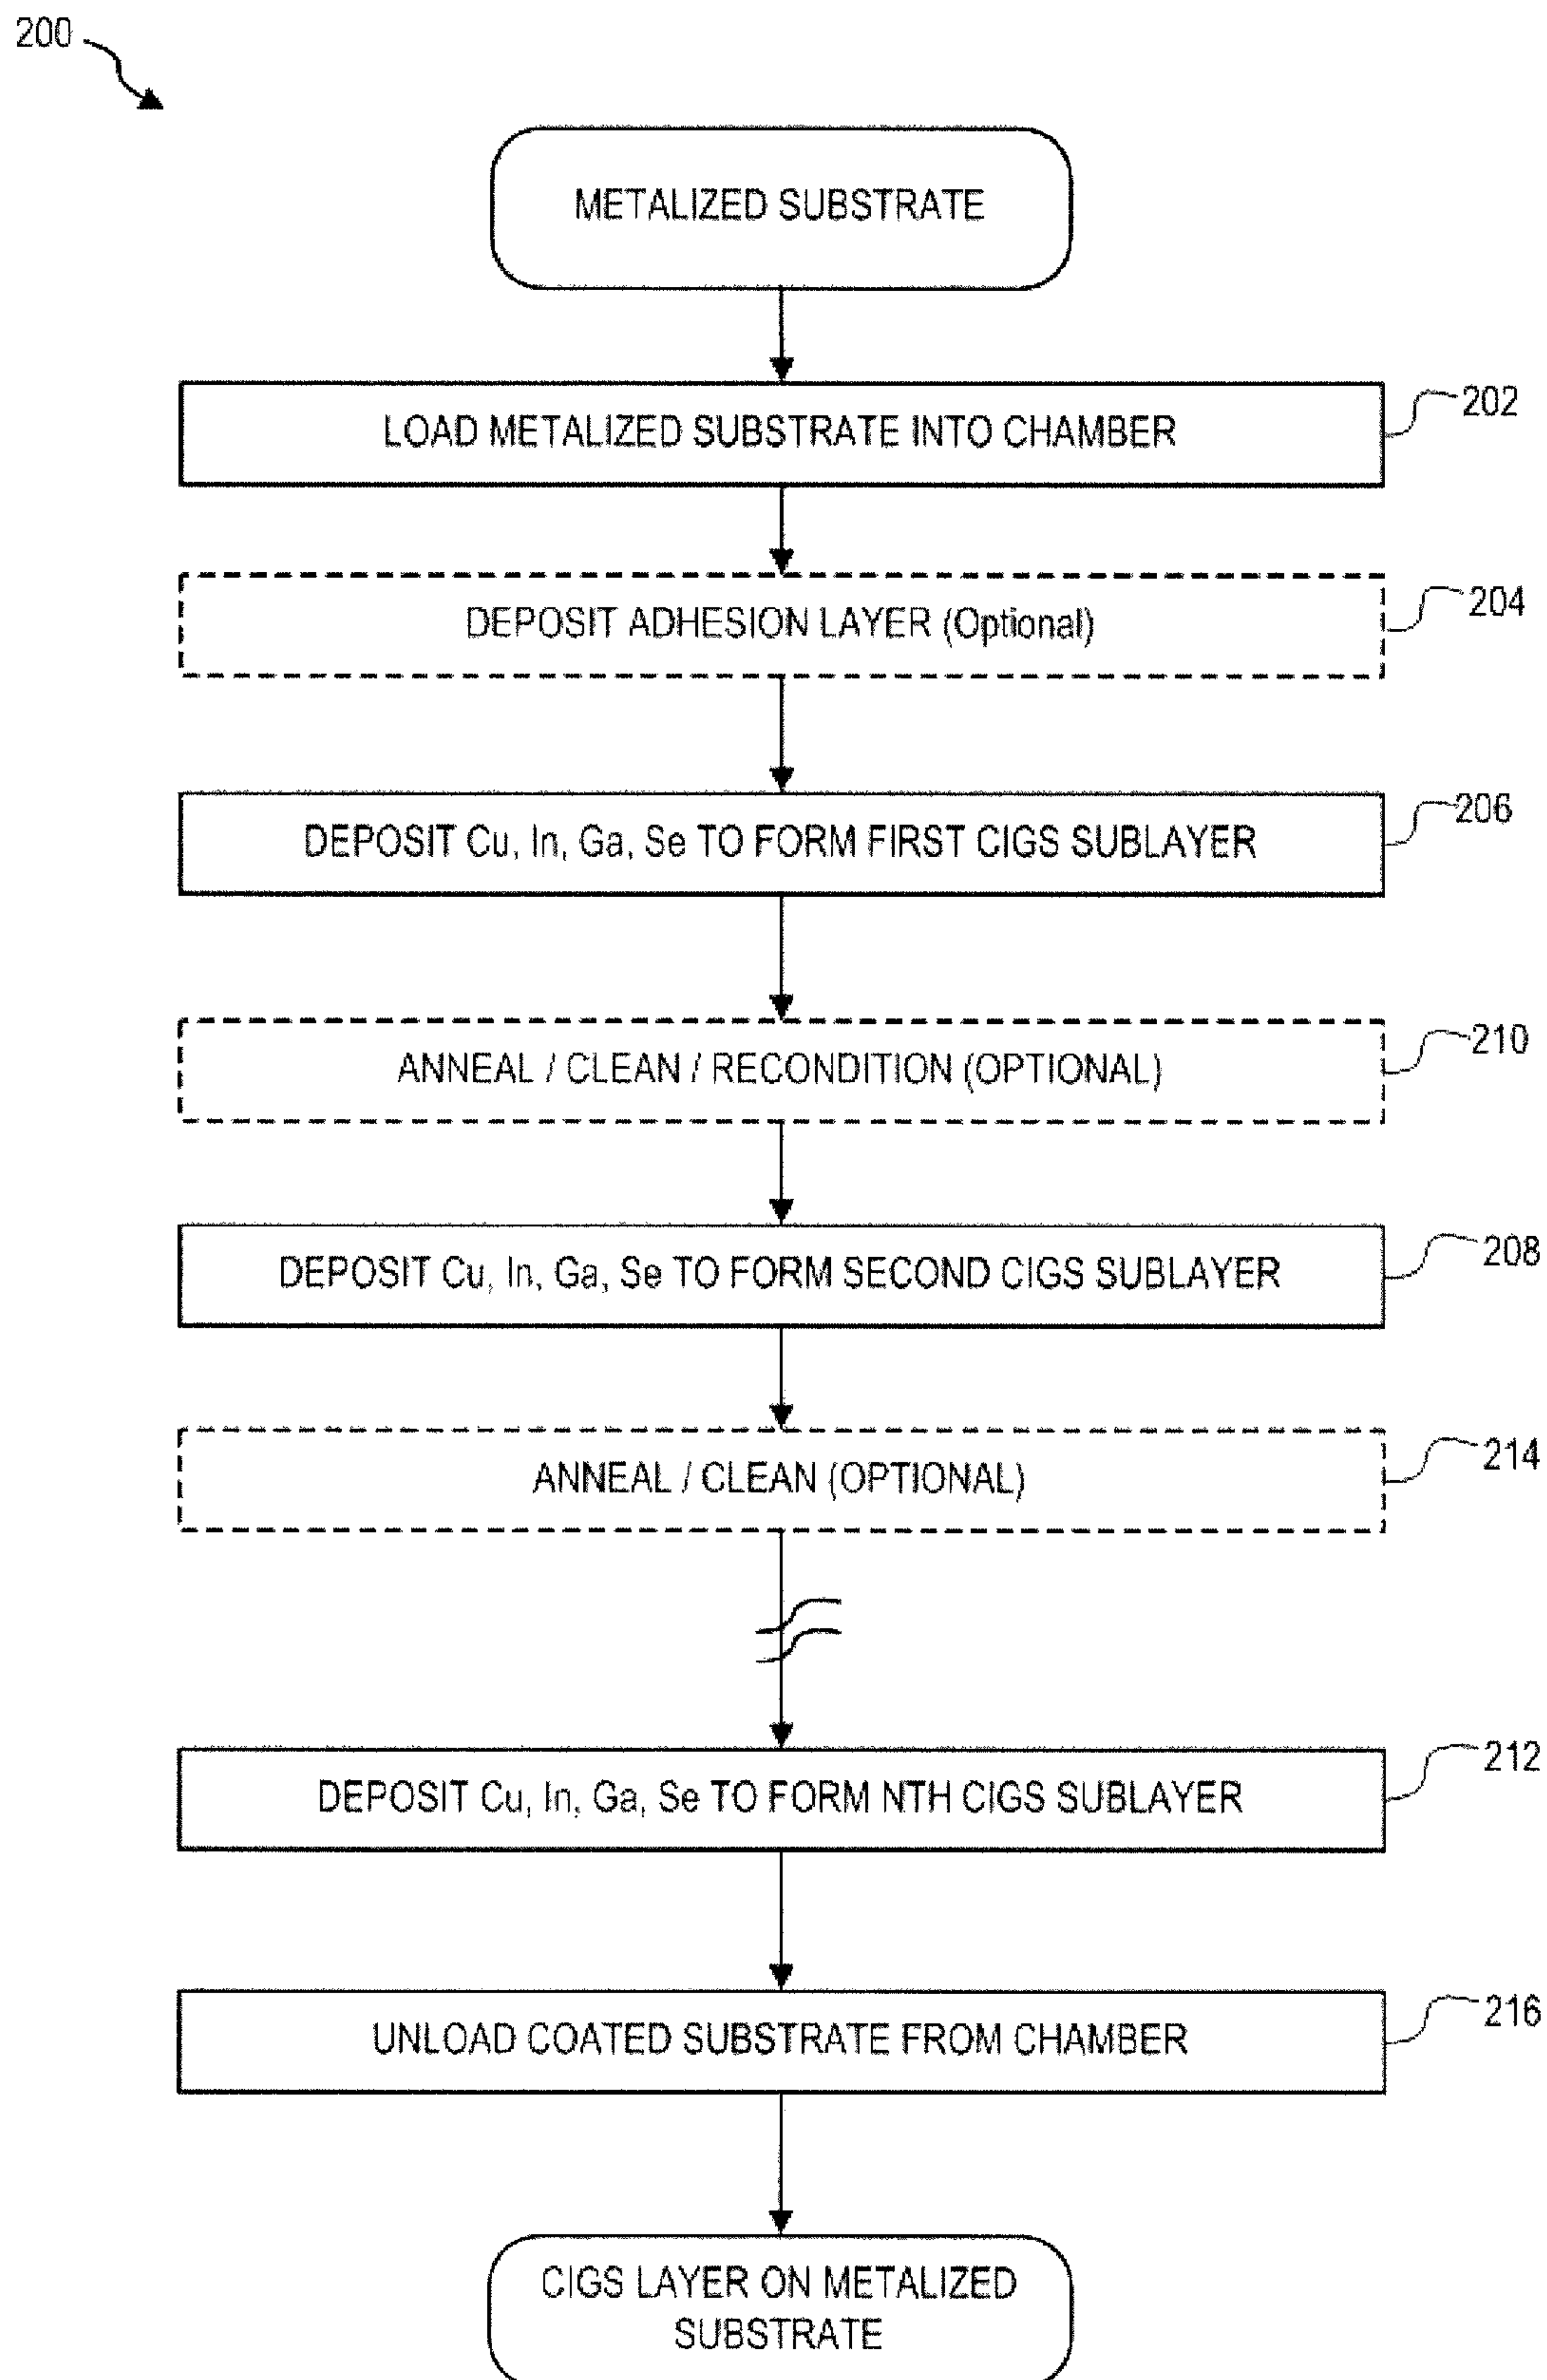 200
METALIZED SUBSTRATE
LOAD METALIZED SUBSTRATE INTO CHAMBER
202
DEPOSIT ADHESION LAYER (Optional)
204
DEPOSIT Cu, In, Ga, Se TO FORM FIRST CIGS SUBLAYER
206
ANNEAL / CLEAN / RECONDITION (OPTIONAL)
210
DEPOSIT Cu, In, Ga, Se TO FORM SECOND CIGS SUBLAYER
208
ANNEAL / CLEAN (OPTIONAL)
214
DEPOSIT Cu, In, Ga, Se TO FORM NTH CIGS SUBLAYER
212
UNLOAD COATED SUBSTRATE FROM CHAMBER
216
CIGS LAYER ON METALIZED
SUBSTRATE